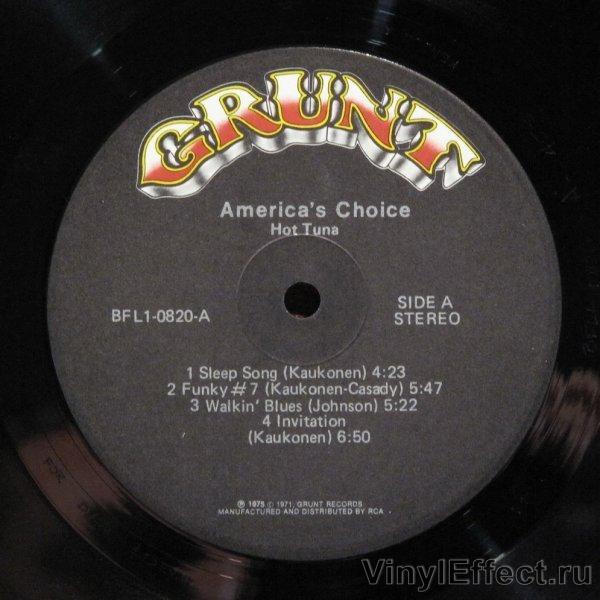 GRUNT
America's Choice
Hot Tuna
BFL1-0820-A
SIDE A
STEREO
1 Sleep Song (Kaukonen) 4:23
2 Funky #7 (Kaukonen-Casady) 5:47
3 Walkin' Blues (Johnson) 5:22
4 Invitation
(Kaukonen) 6:50
℗ 1975 © 1971, GRUNT RECORDS
MANUFACTURED AND DISTRIBUTED BY RCA
VinylEffect.ru